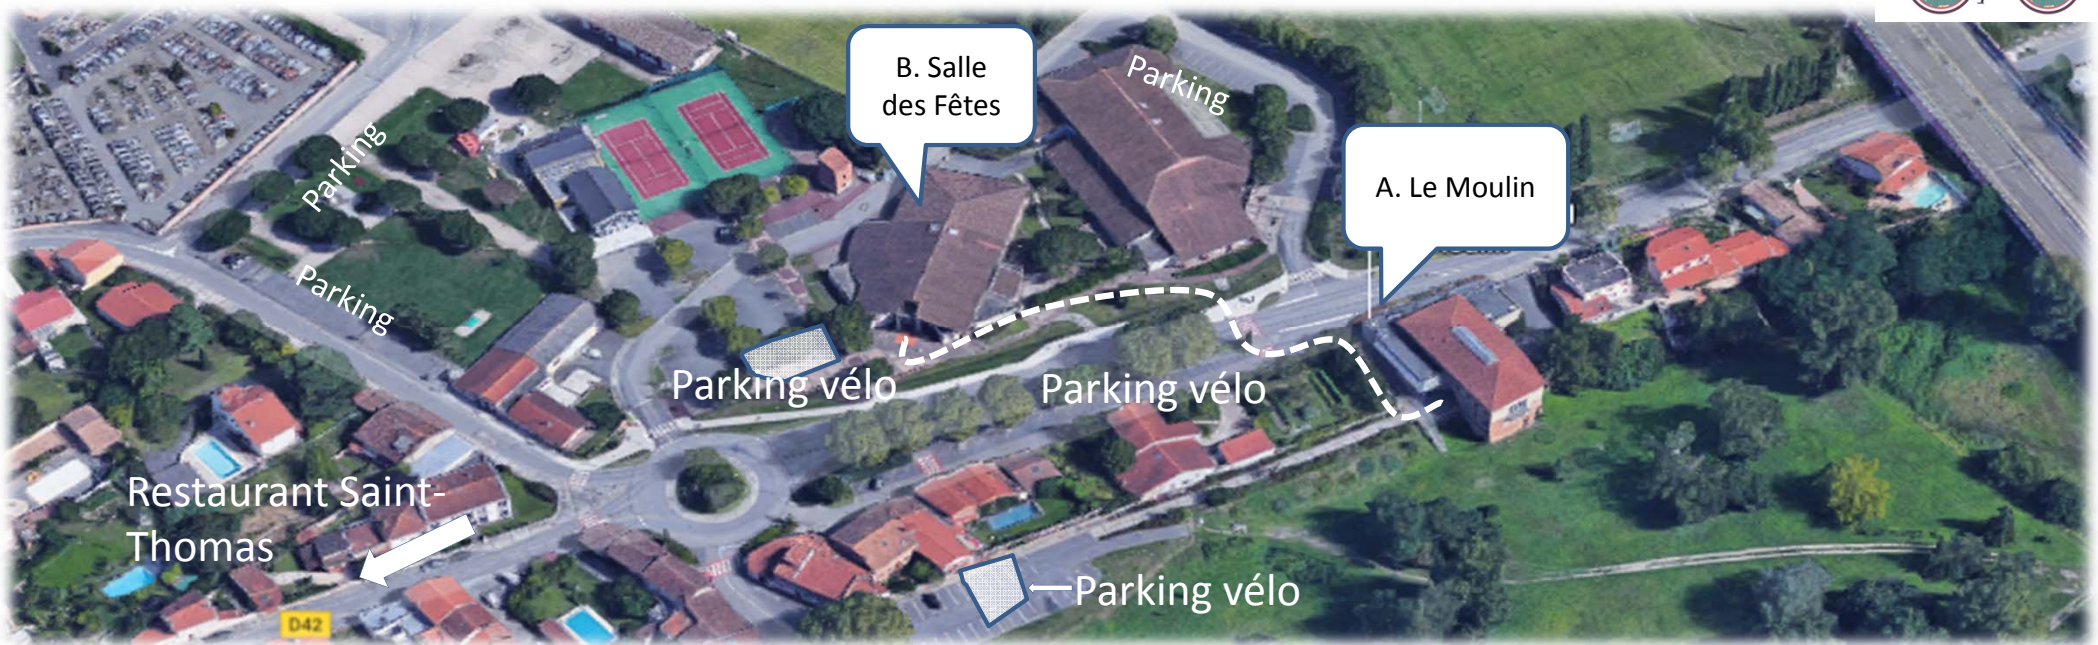 B. Salle
des Fêtes
Parking
A. Le Moulin
Parking
Parking
Parking vélo
Parking vélo
Restaurant Saint-
Thomas
Parking vélo
D42